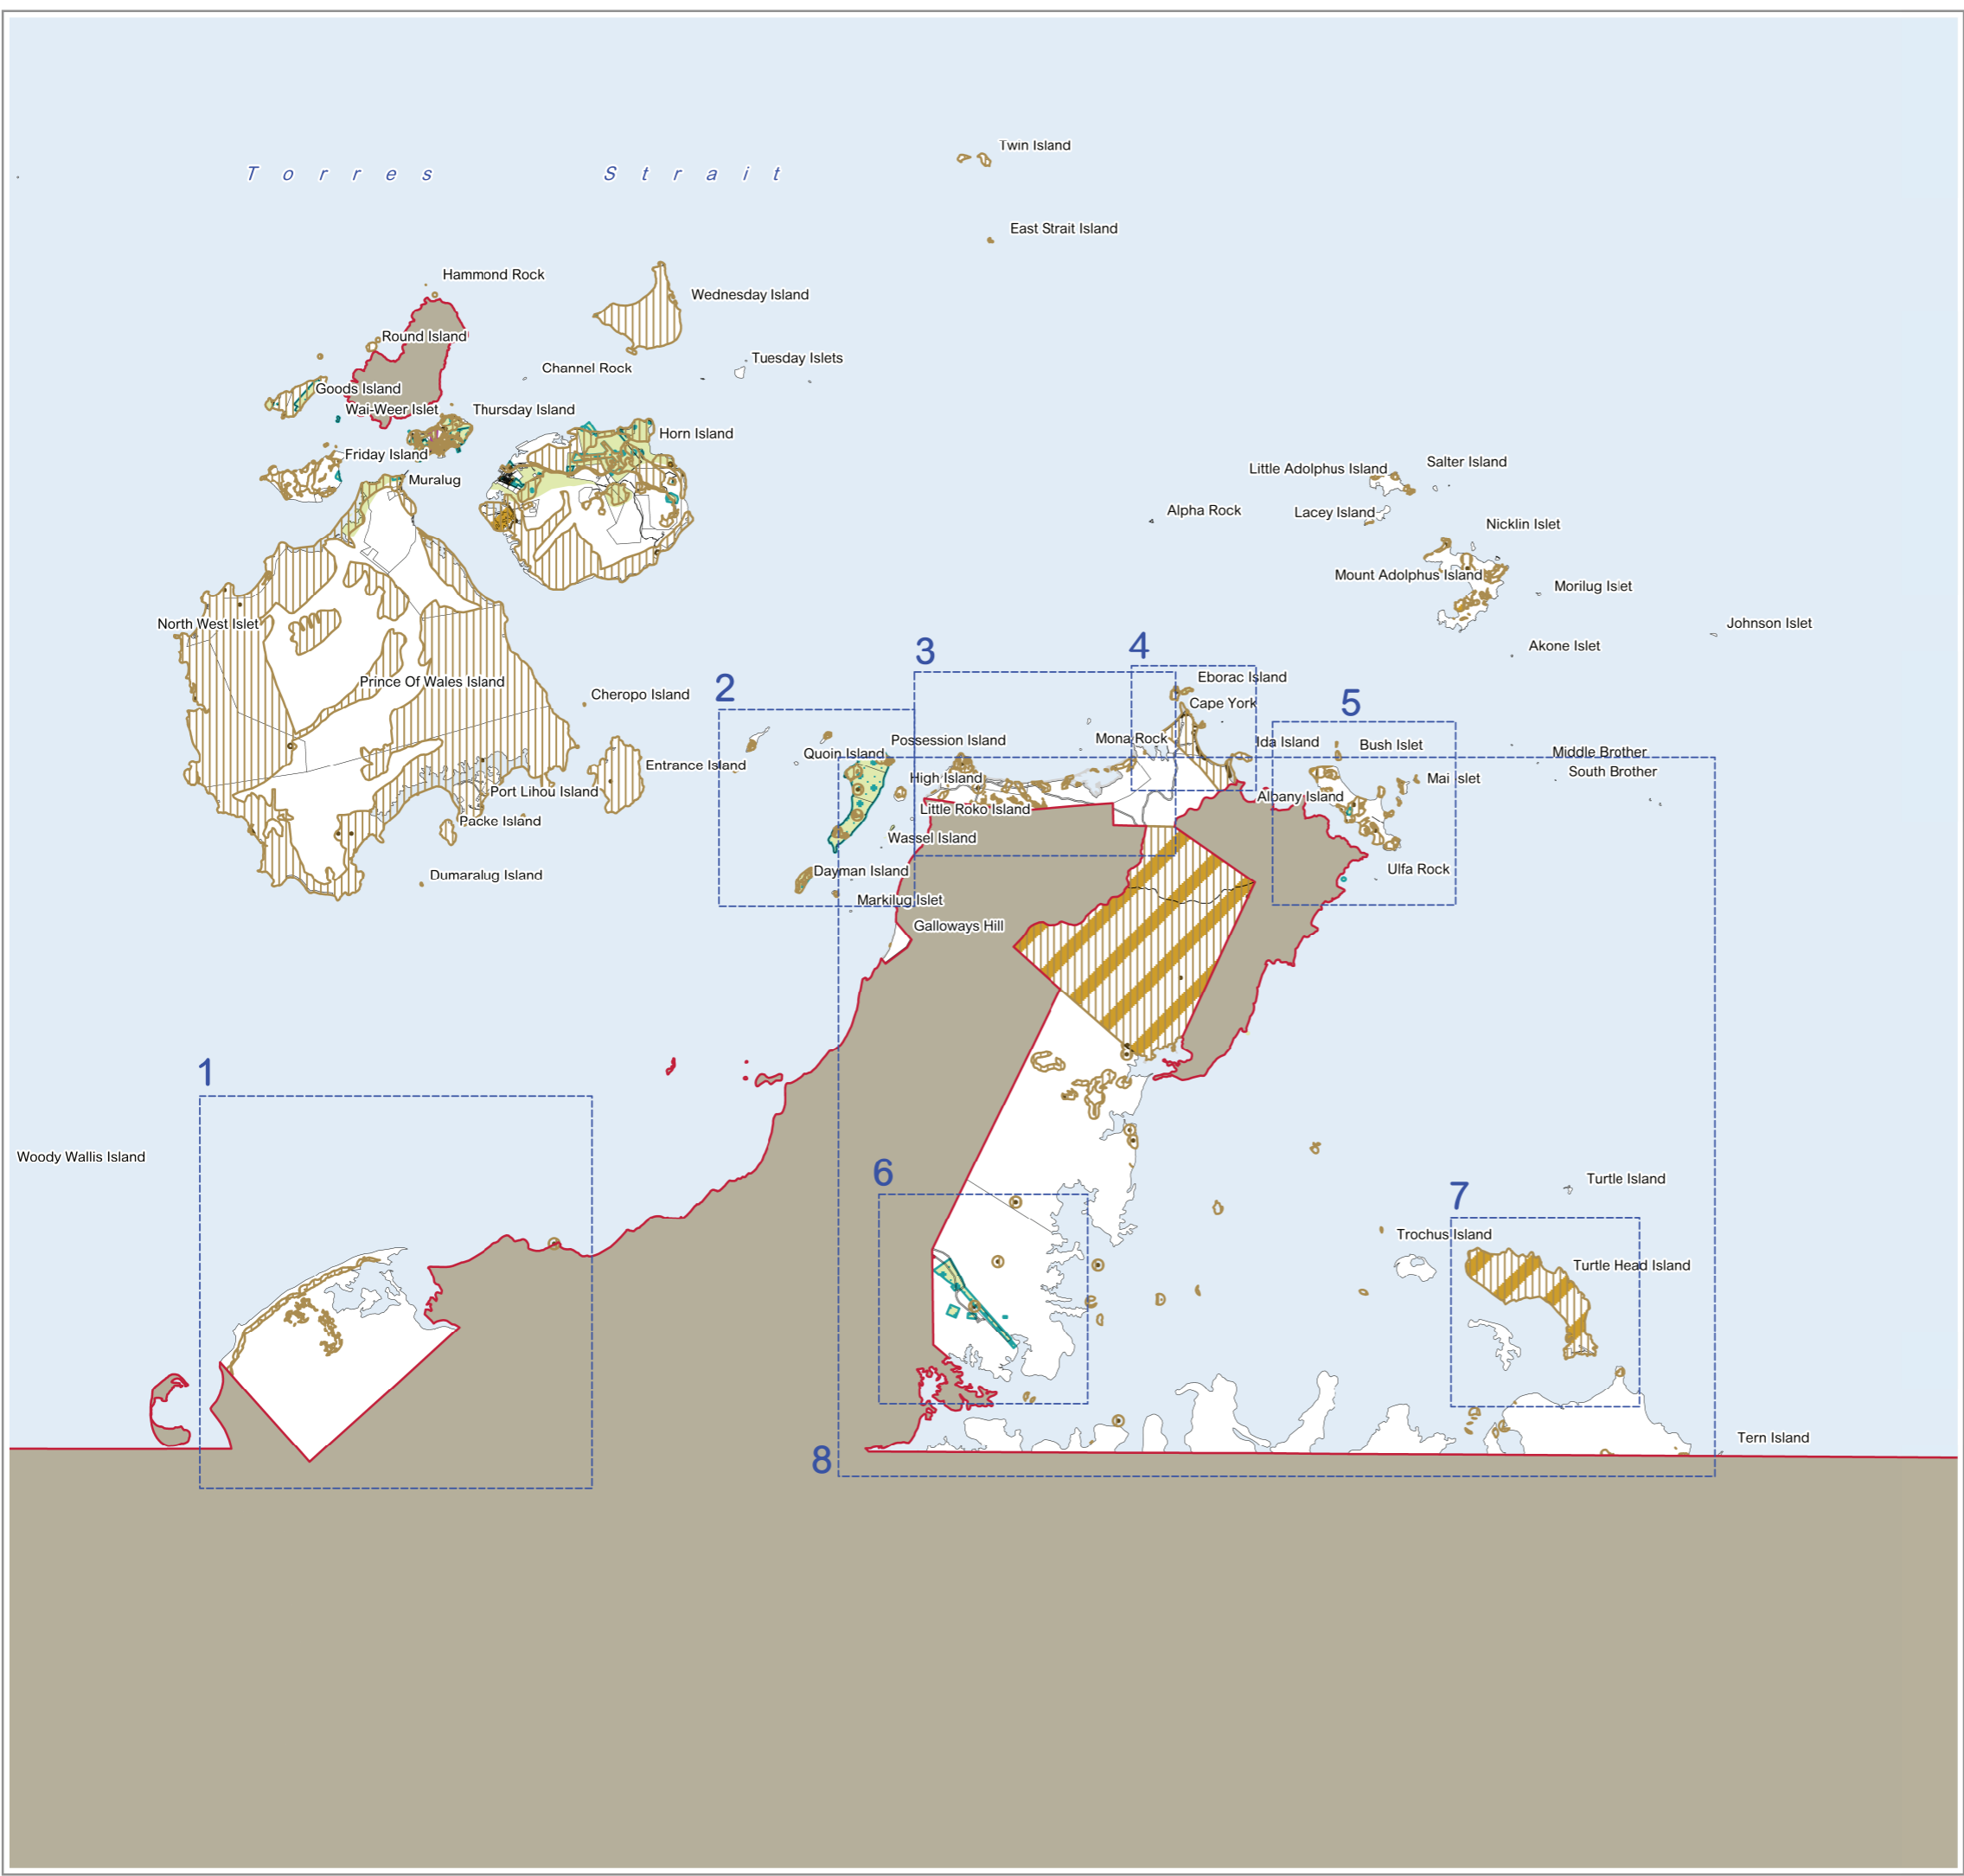 Twin Island
Torres Strait
East Strait Island
Hammond Rock
Wednesday Island
Round Island
Tuesday Islets
Channel Rock
Goods Island
Wai-Weer Islet
Thursday Island
Horn Island
Friday Island
Muralug
Little Adolphus Island
Salter Island
Alpha Rock
Lacey Island
Nicklin Islet
Mount Adolphus Island
Morilug Islet
North West Islet
Johnson Islet
Akone Islet
3
4
Eborac Island
Prince Of Wales Island
Cheropo Island
2
5
Cape York
Possession Island
Mona Rock
Ida Island
Bush Islet
Quoin Island
Middle Brother
Entrance Island
South Brother
High Island
Mai Islet
Port Lihou Island
Albany Island
Little Roko Island
Packe Island
Wassel Island
Dayman Island
Ulfa Rock
Dumaralug Island
Markilug Islet
Galloways Hill
1
Woody Wallis Island
6
Turtle Island
7
Trochus Island
Turtle Head Island
Tern Island
8